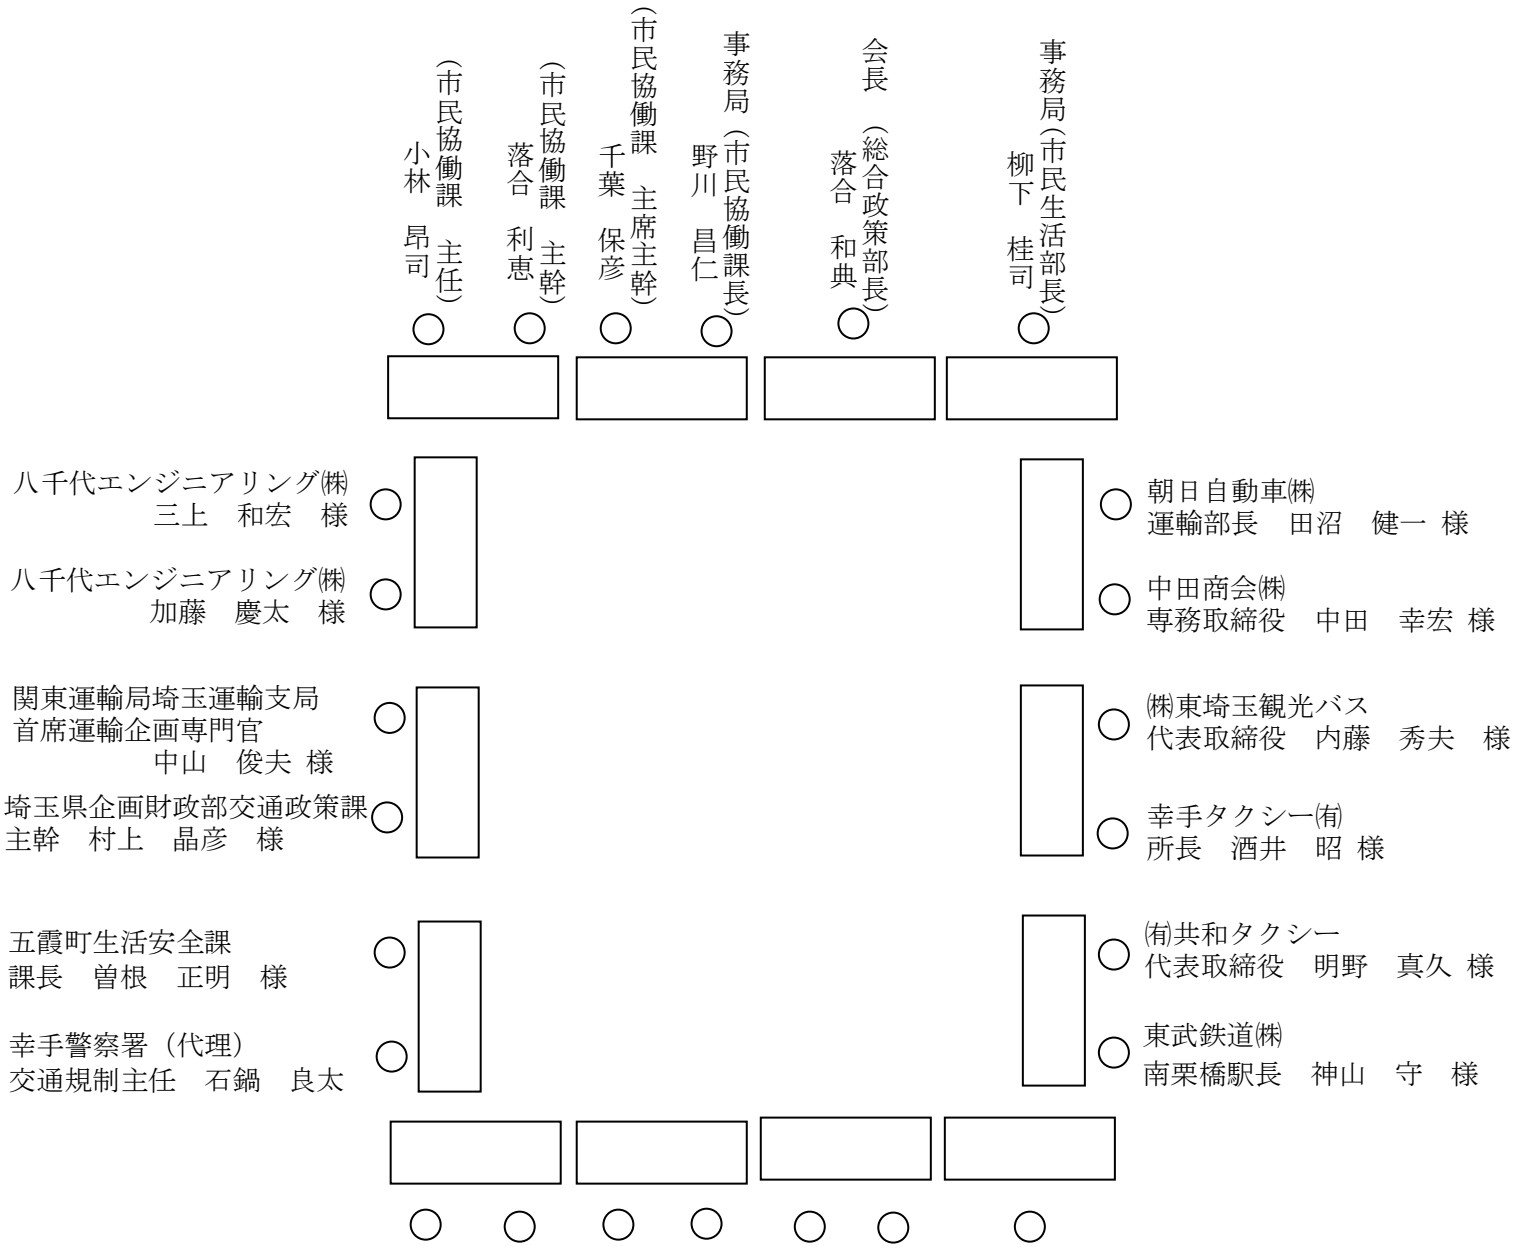 事務局(市民生活部長)
柳下　桂司
会長　(総合政策部長)
落合　和典
事務局(市民協働課長)
野川　昌仁
(市民協働課　主席主幹)
千葉　保彦
(市民協働課　主幹)
落合　利恵
(市民協働課　主任)
小林　昂司
八千代エンジニアリング㈱
三上　和宏　様
八千代エンジニアリング㈱
加藤　慶太　様
関東運輸局埼玉運輸支局
首席運輸企画専門官
中山　俊夫 様
埼玉県企画財政部交通政策課
主幹　村上　晶彦　様
五霞町生活安全課
課長　曽根　正明　様
幸手警察署（代理）
交通規制主任　石鍋　良太
朝日自動車㈱
運輸部長　田沼　健一 様
中田商会㈱
専務取締役　中田　幸宏 様
㈱東埼玉観光バス
代表取締役　内藤　秀夫　様
幸手タクシー㈲
所長　酒井　昭 様
㈲共和タクシー
代表取締役　明野　真久 様
東武鉄道㈱
南栗橋駅長　神山　守　様